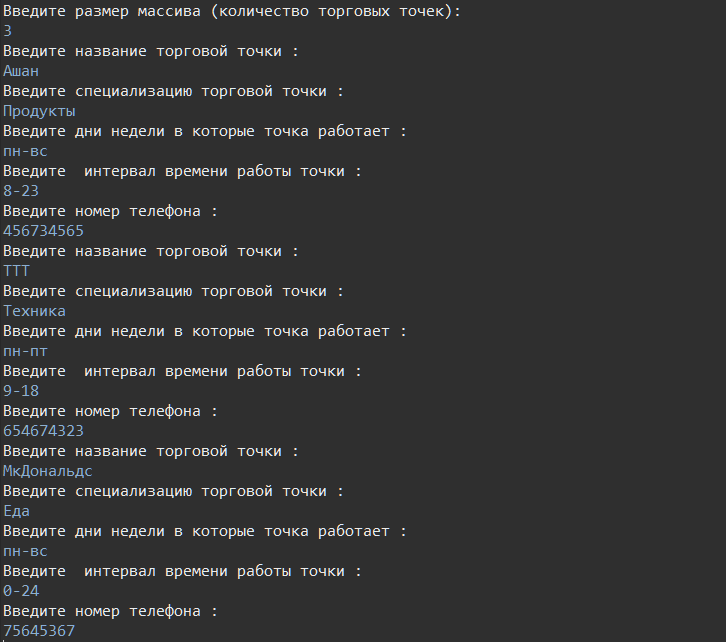 Введите размер массива (количество торговых точек):
3
Введите название торговой точки :
Ашан
Введите специализацию торговой точки :
Продукты
Введите дни недели в которые точка работает :
пн-вс
Введите  интервал времени работы точки :
8-23
Введите номер телефона :
456734565
Введите название торговой точки :
ТТТ
Введите специализацию торговой точки :
Техника
Введите дни недели в которые точка работает :
пн-пт
Введите  интервал времени работы точки :
9-18
Введите номер телефона :
654674323
Введите название торговой точки :
МкДональдс
Введите специализацию торговой точки :
Еда
Введите дни недели в которые точка работает :
пн-вс
Введите  интервал времени работы точки :
0-24
Введите номер телефона :
75645367